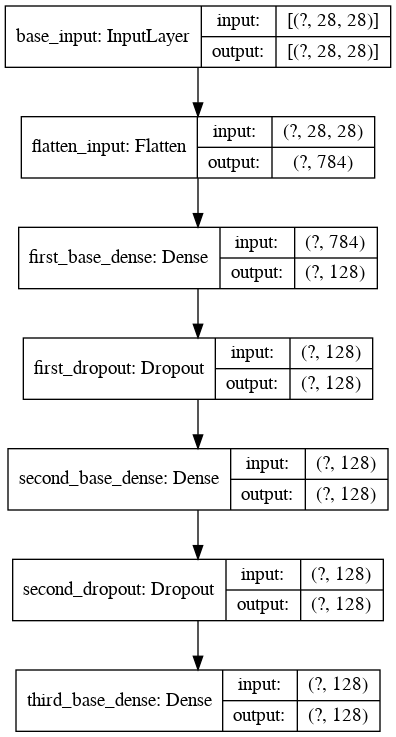 base_input: InputLayer
input: [(?, 28, 28)]
output: [(?, 28, 28)]
flatten_input: Flatten
input: (?, 28, 28)
output: (?, 784)
first_base_dense: Dense
input: (?, 784)
output: (?, 128)
first_dropout: Dropout
input: (?, 128)
output: (?, 128)
second_base_dense: Dense
input: (?, 128)
output: (?, 128)
second_dropout: Dropout
input: (?, 128)
output: (?, 128)
third_base_dense: Dense
input: (?, 128)
output: (?, 128)